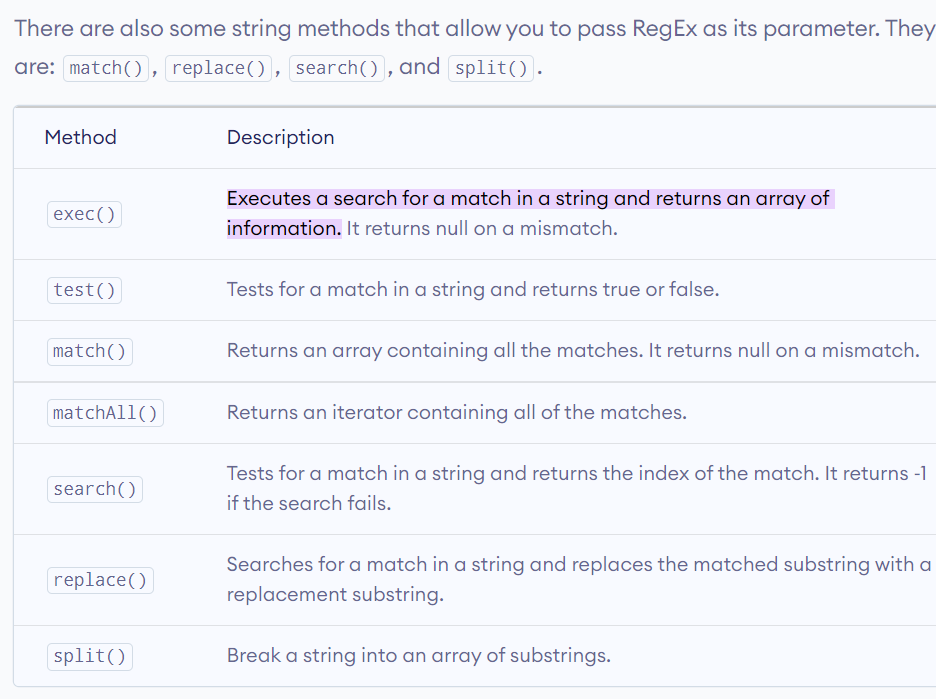 There are also some string methods that allow you to pass RegEx as its parameter. They
are: match(), replace(), search(), and split().
Method Description
exec() Executes a search for a match in a string and returns an array of
information. It returns null on a mismatch.
test() Tests for a match in a string and returns true or false.
match() Returns an array containing all the matches. It returns null on a mismatch.
matchAll() Returns an iterator containing all of the matches.
search() Tests for a match in a string and returns the index of the match. It returns -1
if the search fails.
replace() Searches for a match in a string and replaces the matched substring with a
replacement substring.
split() Break a string into an array of substrings.